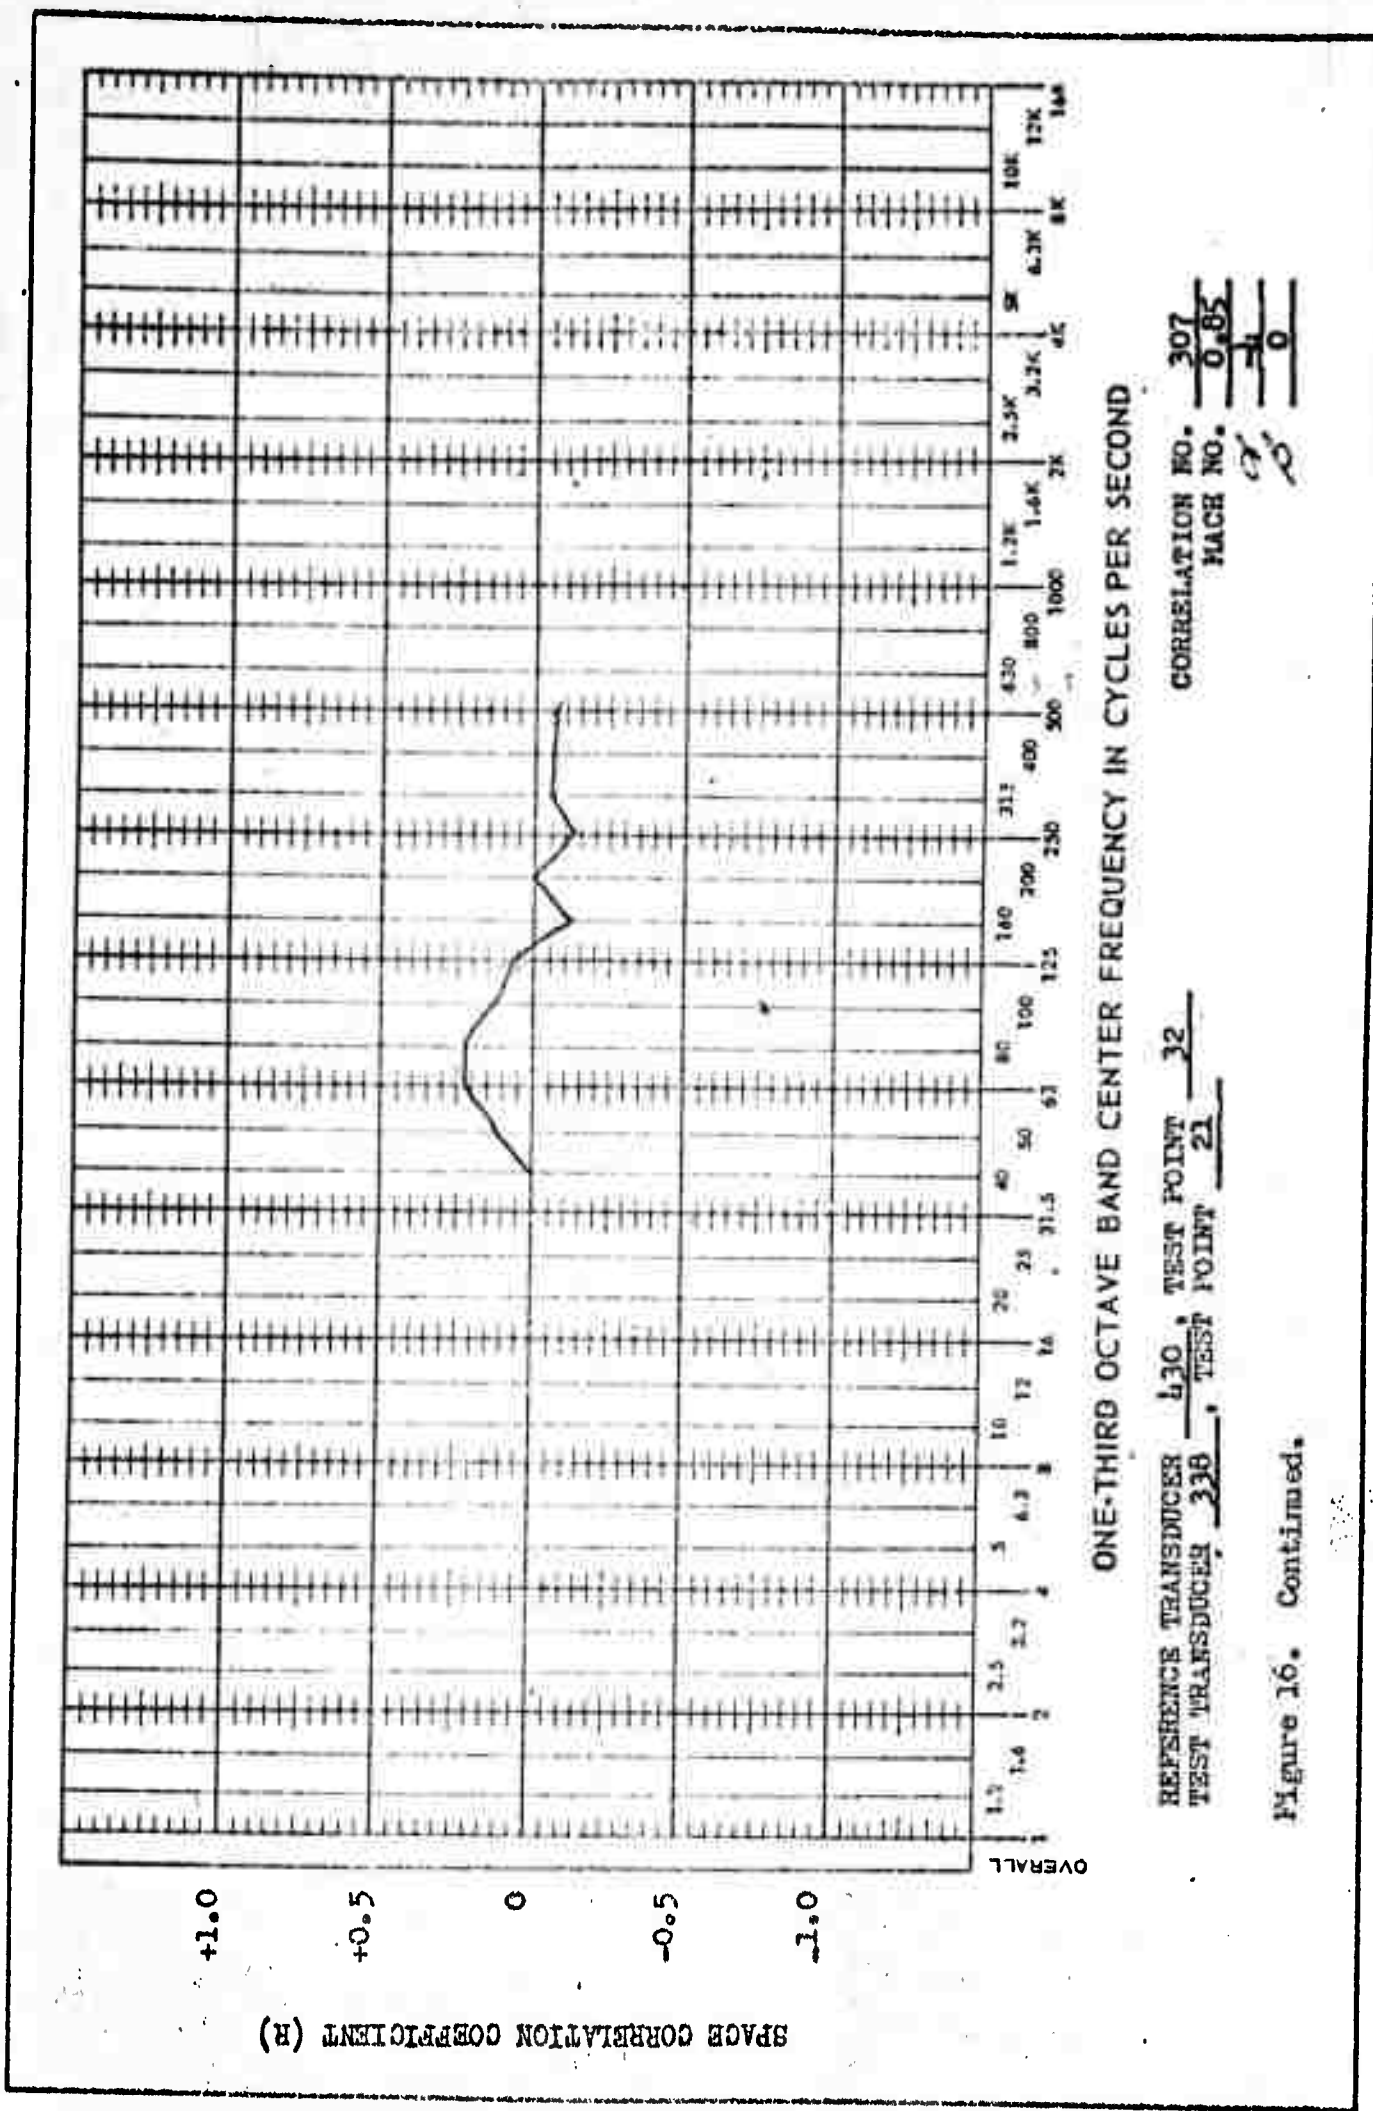 SPACE CORRELATION COEFFICIENT (R)
+1.0
+0.5
0
-0.5
-1.0
OVERALL
1 1.2 1.6 2 2.5 3.2 4 5 6.3 8 10 12 16 20 25 31.5 40 50 63 80 100 125 160 200 250 315 400 500 630 800 1000 1.2K 1.6K 2K 2.5K 3.2K 4K 5K 6.3K 8K 10K 12K 16K
ONE-THIRD OCTAVE BAND CENTER FREQUENCY IN CYCLES PER SECOND
REFERENCE TRANSDUCER 430, TEST POINT 32
TEST TRANSDUCER 338, TEST POINT 21
CORRELATION NO. 307
MACH NO. 0.85
α -4
β 0
Figure 16. Continued.